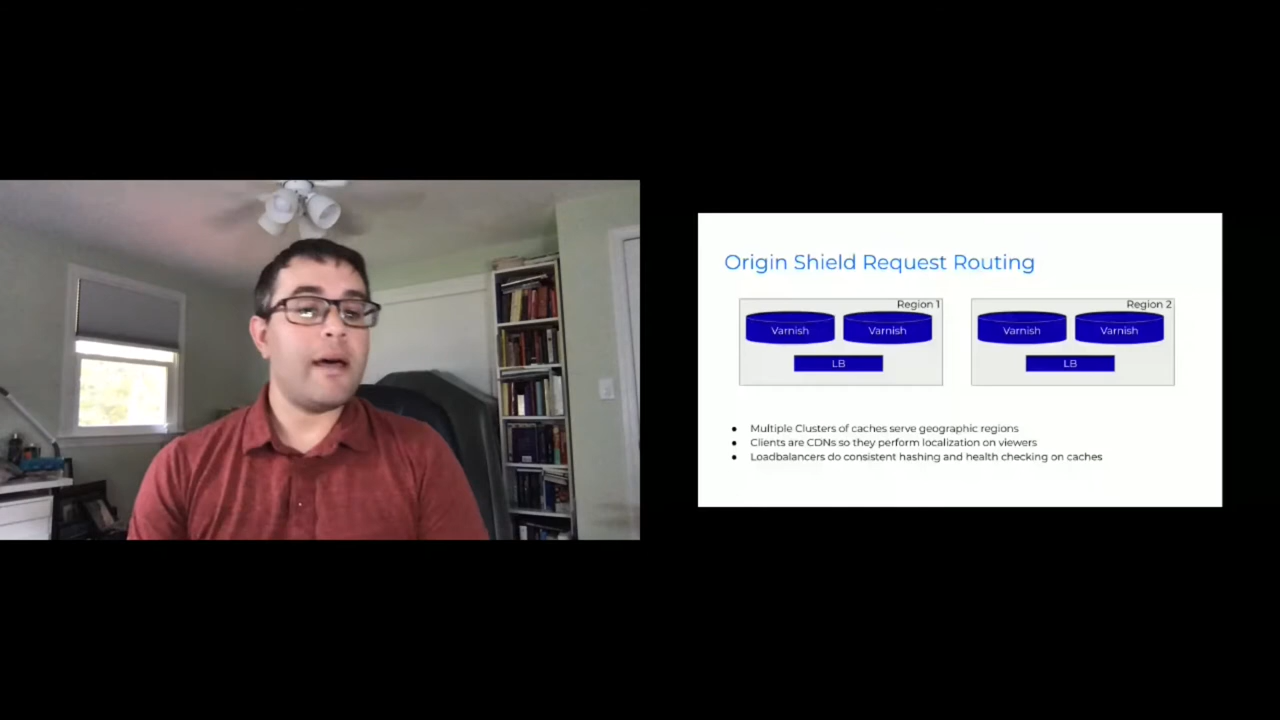 Origin Shield Request Routing
Region 1
Varnish
Varnish
LB
Region 2
Varnish
Varnish
LB
● Multiple Clusters of caches serve geographic regions
● Clients are CDNs so they perform localization on viewers
● Loadbalancers do consistent hashing and health checking on caches